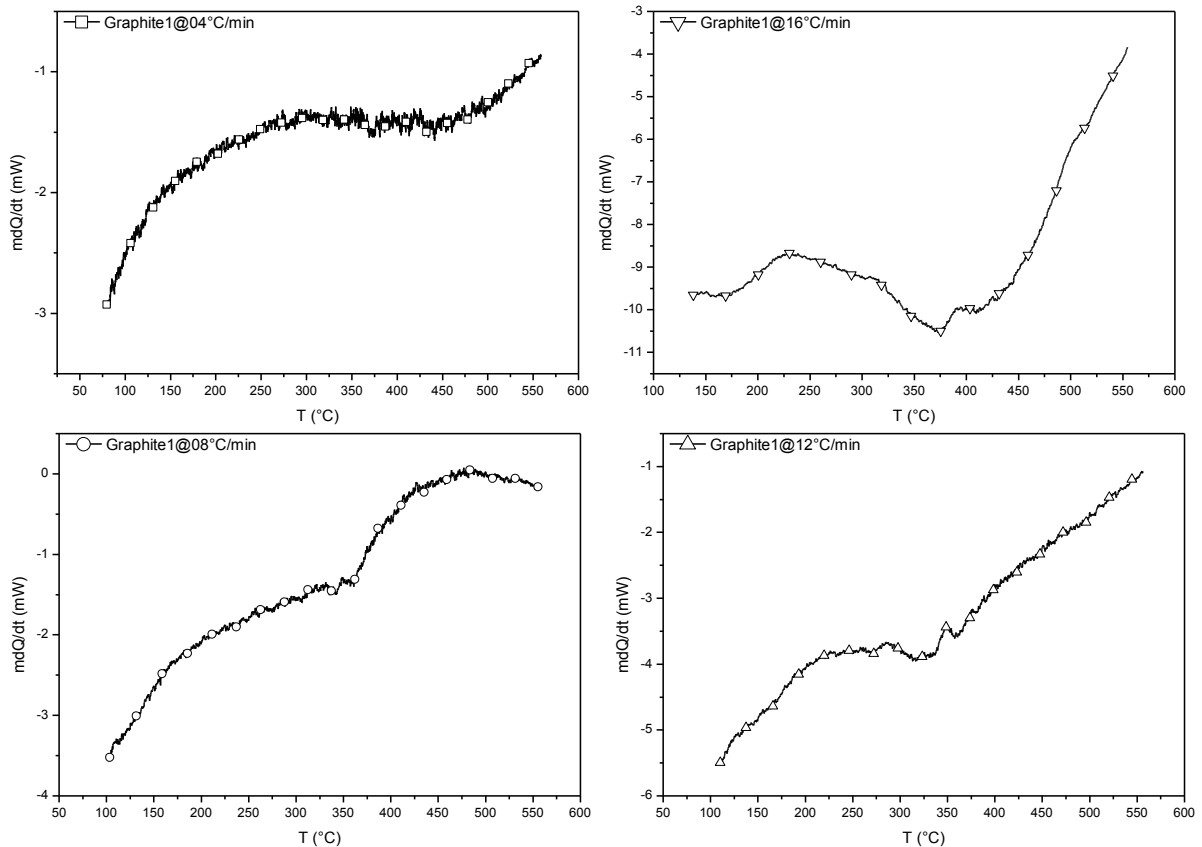 Graphite1@04°C/min
-1
-2
-3
mdQ/dt (mW)
50 100 150 200 250 300 350 400 450 500 550 600
T (°C)
Graphite1@16°C/min
-3
-4
-5
-6
-7
-8
-9
-10
-11
mdQ/dt (mW)
100 150 200 250 300 350 400 450 500 550 600
T (°C)
Graphite1@08°C/min
0
-1
-2
-3
-4
mdQ/dt (mW)
50 100 150 200 250 300 350 400 450 500 550 600
T (°C)
Graphite1@12°C/min
-1
-2
-3
-4
-5
-6
mdQ/dt (mW)
50 100 150 200 250 300 350 400 450 500 550 600
T (°C)